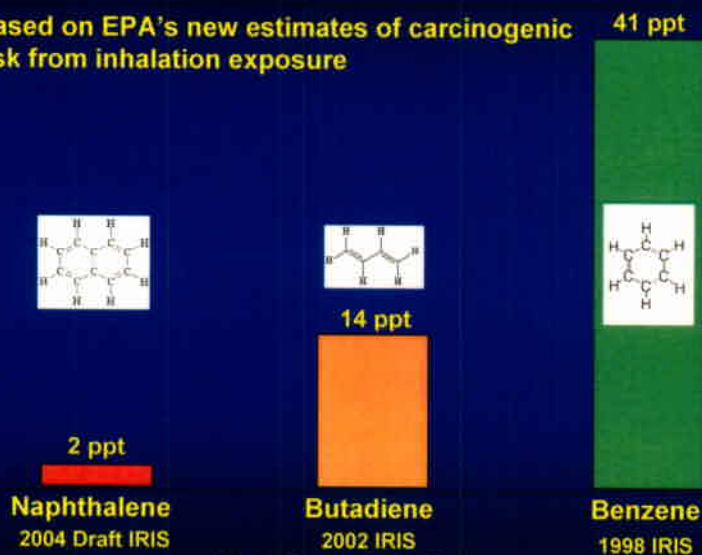 ased on EPA's new estimates of carcinogenic
sk from inhalation exposure
41 ppt
14 ppt
2 ppt
Naphthalene
Butadiene
Benzene
2004 Draft IRIS
2002 IRIS
1998 IRIS